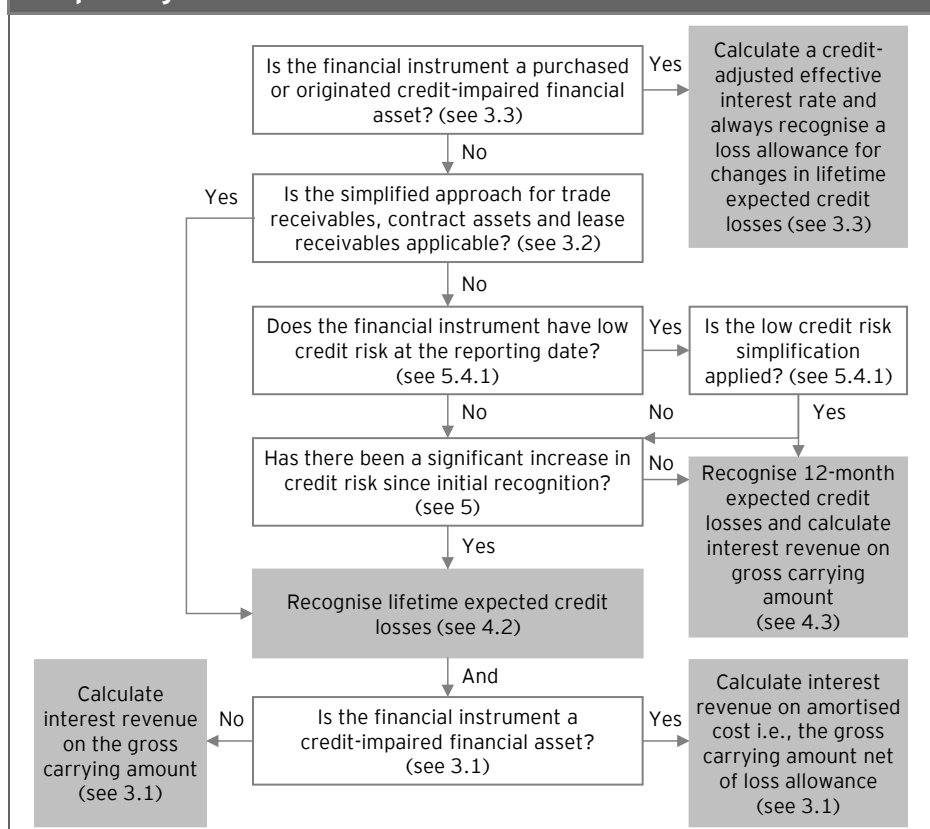 Is the financial instrument a purchased
or originated credit-impaired financial
asset? (see 3.3)
Yes
Calculate a credit-
adjusted effective
interest rate and
always recognise a
loss allowance for
changes in lifetime
expected credit
losses (see 3.3)
No
Is the simplified approach for trade
receivables, contract assets and lease
receivables applicable? (see 3.2)
Yes
No
Does the financial instrument have low
credit risk at the reporting date?
(see 5.4.1)
Yes
Is the low credit risk
simplification
applied? (see 5.4.1)
No
No
Yes
Has there been a significant increase in
credit risk since initial recognition?
(see 5)
No
Recognise 12-month
expected credit
losses and calculate
interest revenue on
gross carrying
amount
(see 4.3)
Yes
Recognise lifetime expected credit
losses (see 4.2)
And
Calculate
interest revenue
on the gross
carrying amount
(see 3.1)
No
Is the financial instrument a
credit-impaired financial asset?
(see 3.1)
Yes
Calculate interest
revenue on amortised
cost i.e., the gross
carrying amount net
of loss allowance
(see 3.1)